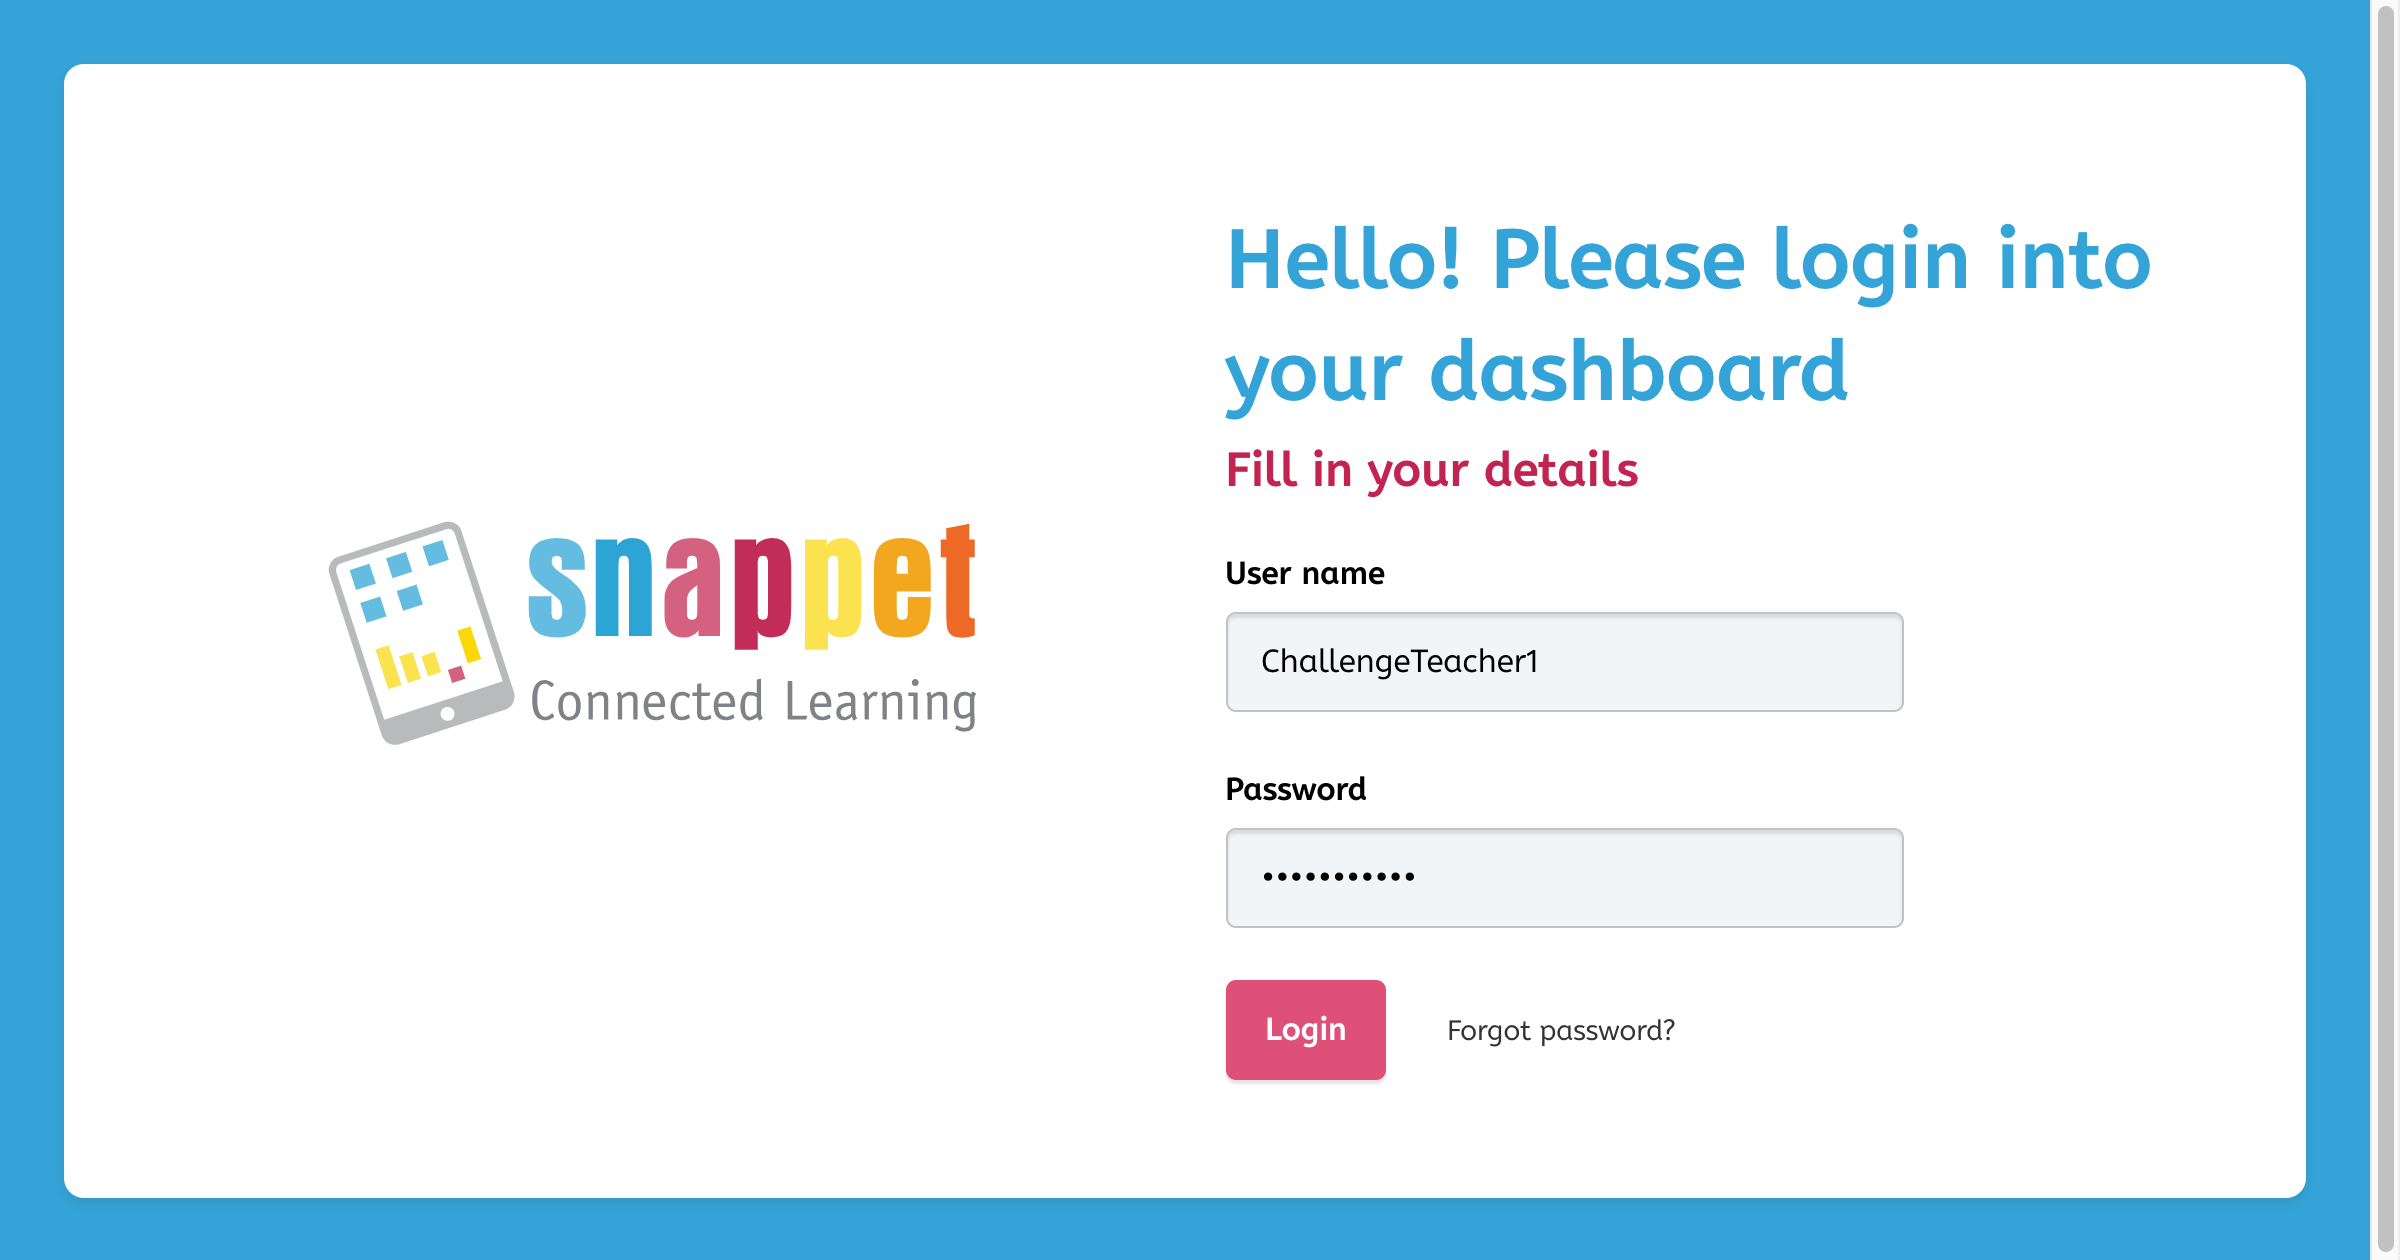 snappet
Connected Learning
Hello! Please login into
your dashboard
Fill in your details
User name
ChallengeTeacher1
Password
•••••••••••
Login
Forgot password?